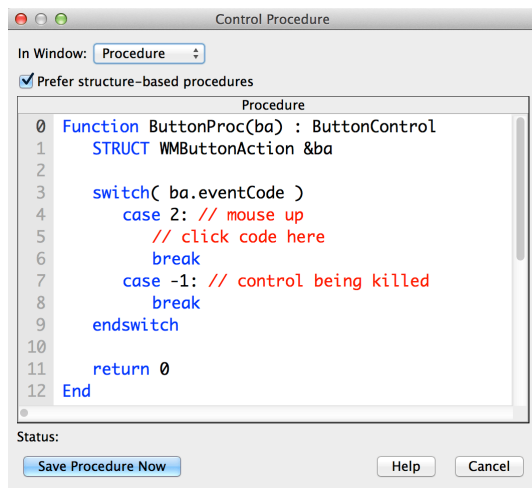 Control Procedure
In Window: Procedure
Prefer structure-based procedures
Procedure
0 Function ButtonProc(ba) : ButtonControl
1 STRUCT WMButtonAction &ba
2
3 switch( ba.eventCode )
4 case 2: // mouse up
5 // click code here
6 break
7 case -1: // control being killed
8 break
9 endswitch
10
11 return 0
12 End
Status:
Save Procedure Now Help Cancel